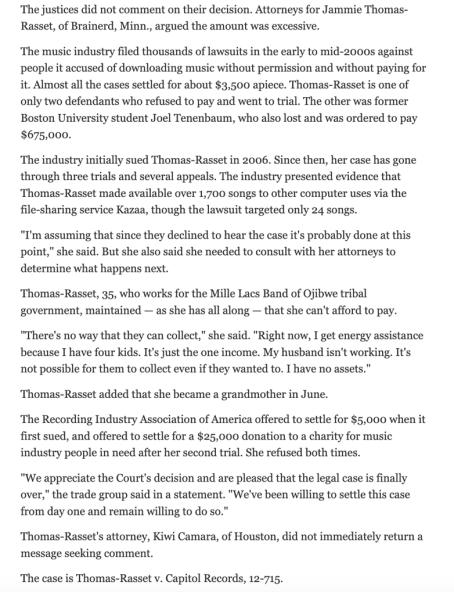 The justices did not comment on their decision. Attorneys for Jammie Thomas-
Rasset, of Brainerd, Minn., argued the amount was excessive.
The music industry filed thousands of lawsuits in the early to mid-2000s against
people it accused of downloading music without permission and without paying for
it. Almost all the cases settled for about $3,500 apiece. Thomas-Rasset is one of
only two defendants who refused to pay and went to trial. The other was former
Boston University student Joel Tenenbaum, who also lost and was ordered to pay
$675,000.
The industry initially sued Thomas-Rasset in 2006. Since then, her case has gone
through three trials and several appeals. The industry presented evidence that
Thomas-Rasset made available over 1,700 songs to other computer uses via the
file-sharing service Kazaa, though the lawsuit targeted only 24 songs.
"I'm assuming that since they declined to hear the case it's probably done at this
point," she said. But she also said she needed to consult with her attorneys to
determine what happens next.
Thomas-Rasset, 35, who works for the Mille Lacs Band of Ojibwe tribal
government, maintained — as she has all along — that she can't afford to pay.
"There's no way that they can collect," she said. "Right now, I get energy assistance
because I have four kids. It's just the one income. My husband isn't working. It's
not possible for them to collect even if they wanted to. I have no assets."
Thomas-Rasset added that she became a grandmother in June.
The Recording Industry Association of America offered to settle for $5,000 when it
first sued, and offered to settle for a $25,000 donation to a charity for music
industry people in need after her second trial. She refused both times.
"We appreciate the Court's decision and are pleased that the legal case is finally
over," the trade group said in a statement. "We've been willing to settle this case
from day one and remain willing to do so."
Thomas-Rasset's attorney, Kiwi Camara, of Houston, did not immediately return a
message seeking comment.
The case is Thomas-Rasset v. Capitol Records, 12-715.